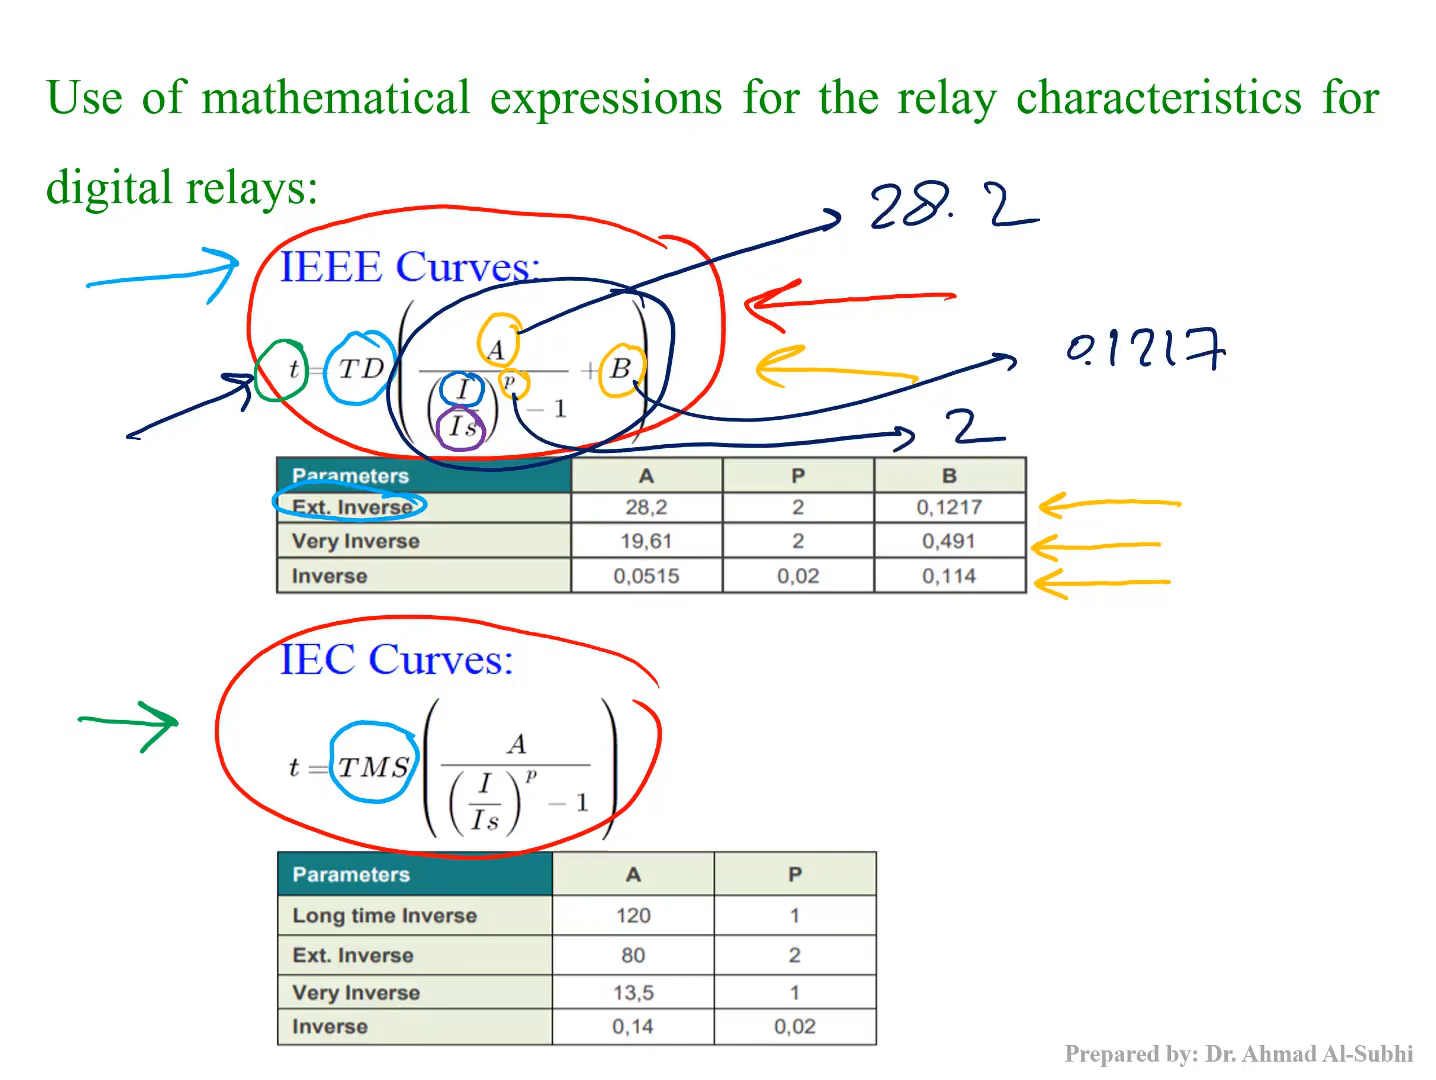 Use of mathematical expressions for the relay characteristics for
digital relays:
28.2
IEEE Curves:
t = TD ( A / ( I / Is )^p − 1 + B )
0.1217
2
Parameters A P B
Ext. Inverse 28,2 2 0,1217
Very Inverse 19,61 2 0,491
Inverse 0,0515 0,02 0,114
IEC Curves:
t = TMS ( A / ( I / Is )^p − 1 )
Parameters A P
Long time Inverse 120 1
Ext. Inverse 80 2
Very Inverse 13,5 1
Inverse 0,14 0,02
Prepared by: Dr. Ahmad Al-Subhi